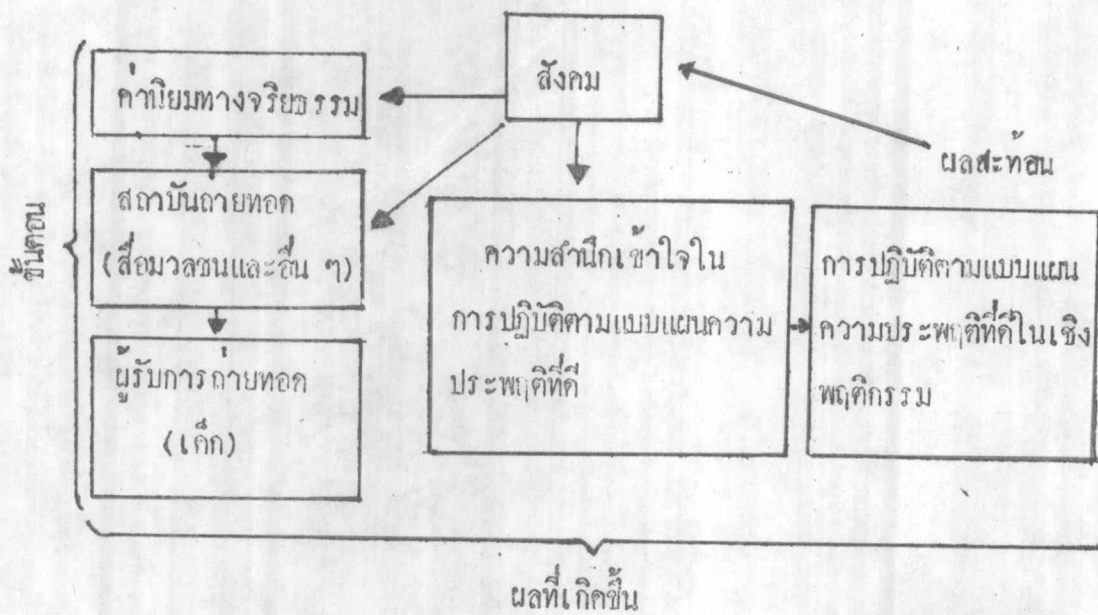 สังคม
ค่านิยมทางจริยธรรม
ผลสะท้อน
สถาบันถ่ายทอด
(สื่อมวลชนและอื่น ๆ)
ขั้นตอน
ความสำนึกเข้าใจใน
การปฏิบัติตามแบบแผนความ
ประพฤติที่ดี
การปฏิบัติตามแบบแผน
ความประพฤติที่ดีในเชิง
พฤติกรรม
ผู้รับการถ่ายทอด
(เด็ก)
ผลที่เกิดขึ้น